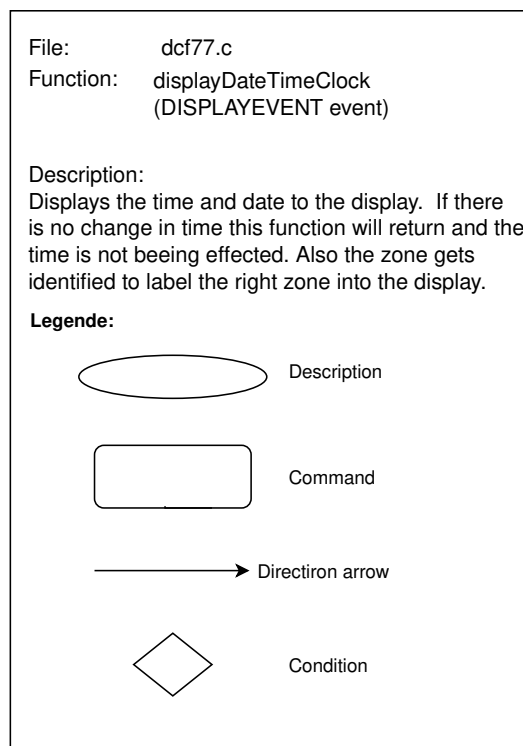 File: dcf77.c
Function: displayDateTimeClock
(DISPLAYEVENT event)
Description:
Displays the time and date to the display. If there
is no change in time this function will return and the
time is not beeing effected. Also the zone gets
identified to label the right zone into the display.
Legende:
Description
Command
Directiron arrow
Condition